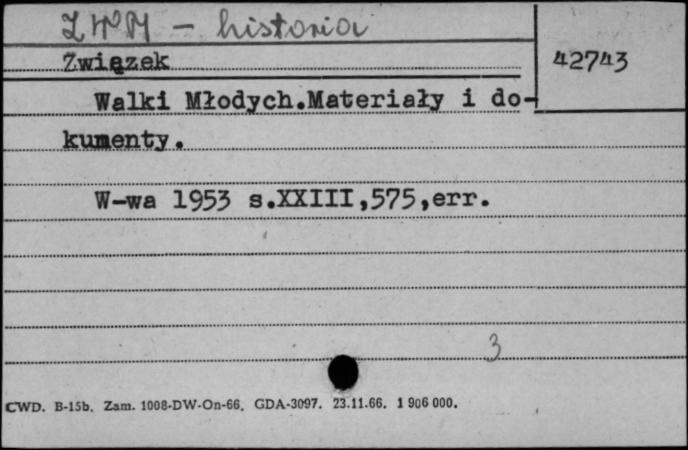 ZWM - historia
Związek
42743
Walki Młodych.Materiały i do-
kumenty.
W-wa 1953 s.XXIII,575,err.
3
CWD. B-15b. Zam. 1008-DW-On-66. GDA-3097. 23.11.66. 1 906 000.